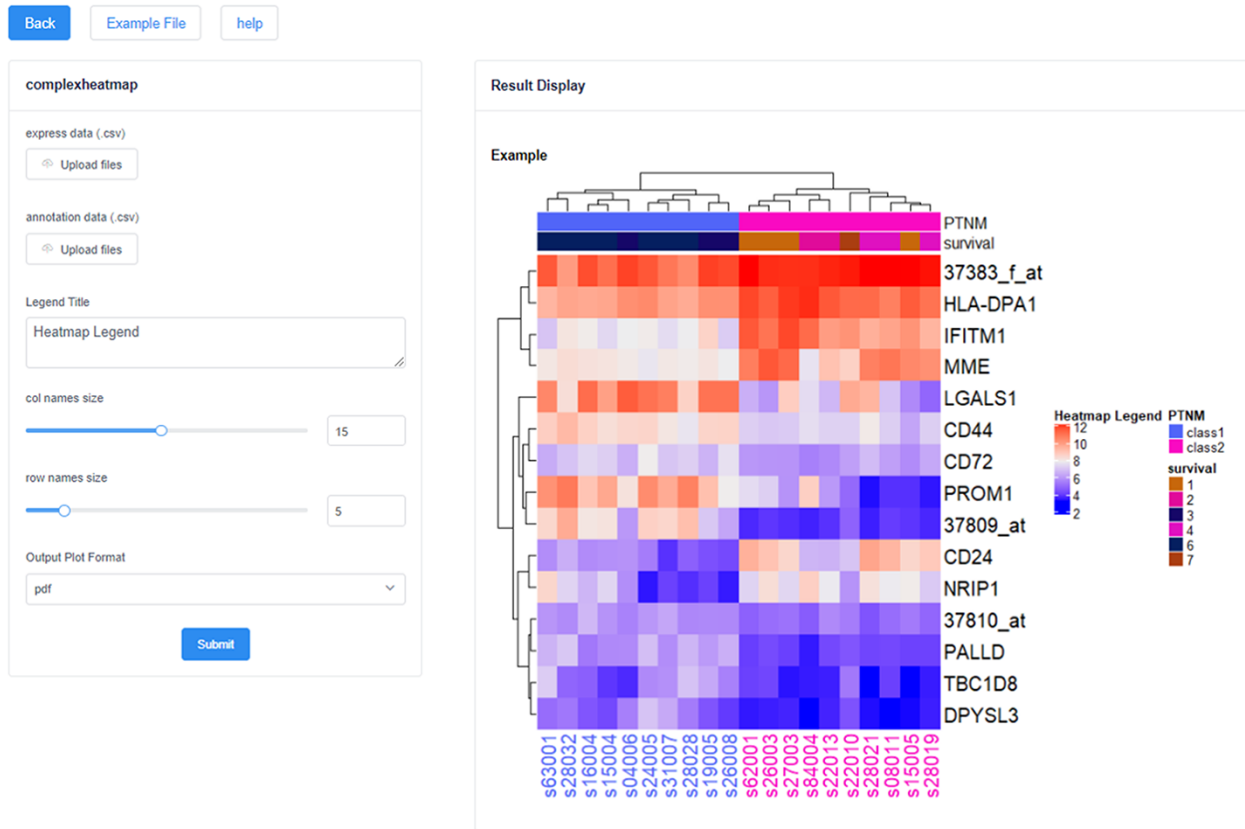 Back
Example File
help
complexheatmap
express data (.csv)
Upload files
annotation data (.csv)
Upload files
Legend Title
Heatmap Legend
col names size
15
row names size
5
Output Plot Format
pdf
Submit
Result Display
Example
PTNM
survival
37383_f_at
HLA-DPA1
IFITM1
MME
LGALS1
CD44
CD72
PROM1
37809_at
CD24
NRIP1
37810_at
PALLD
TBC1D8
DPYSL3
s63001
s28032
s16004
s15004
s04006
s24005
s31007
s28028
s19005
s26008
s62001
s26003
s27003
s84004
s22013
s22010
s28021
s08011
s15005
s28019
Heatmap Legend
12
10
8
6
4
2
PTNM
class1
class2
survival
1
2
3
4
6
7